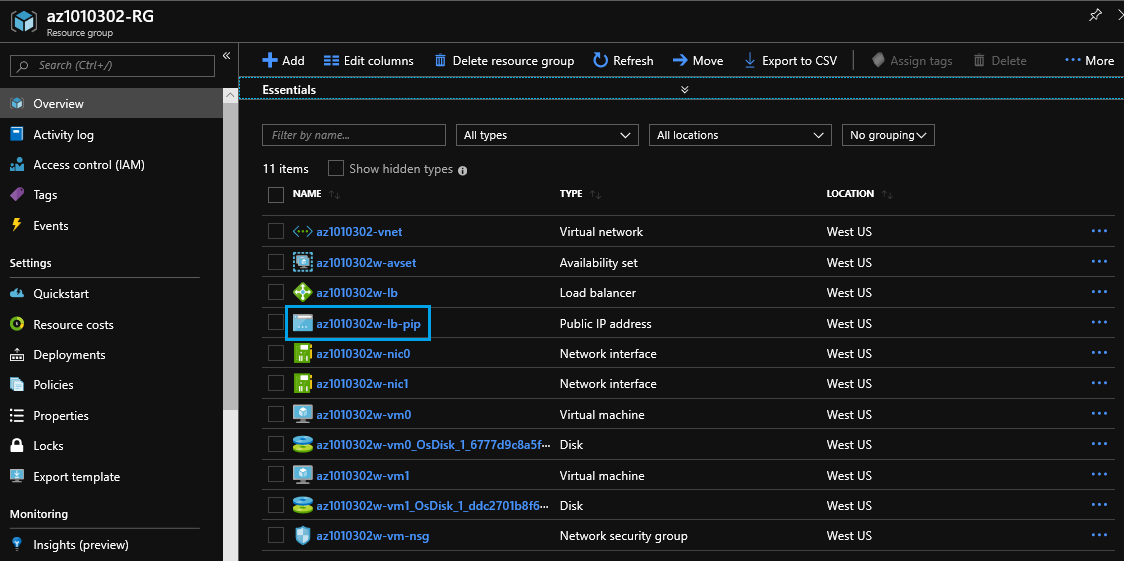 az1010302-RG
Resource group
Search (Ctrl+/)
Overview
Activity log
Access control (IAM)
Tags
Events
Settings
Quickstart
Resource costs
Deployments
Policies
Properties
Locks
Export template
Monitoring
Insights (preview)
Add Edit columns Delete resource group Refresh Move Export to CSV Assign tags Delete More
Essentials
Filter by name... All types All locations No grouping
11 items Show hidden types
NAME TYPE LOCATION
az1010302-vnet Virtual network West US
az1010302w-avset Availability set West US
az1010302w-lb Load balancer West US
az1010302w-lb-pip Public IP address West US
az1010302w-nic0 Network interface West US
az1010302w-nic1 Network interface West US
az1010302w-vm0 Virtual machine West US
az1010302w-vm0_OsDisk_1_6777d9c8a5f··· Disk West US
az1010302w-vm1 Virtual machine West US
az1010302w-vm1_OsDisk_1_ddc2701b8f6··· Disk West US
az1010302w-vm-nsg Network security group West US